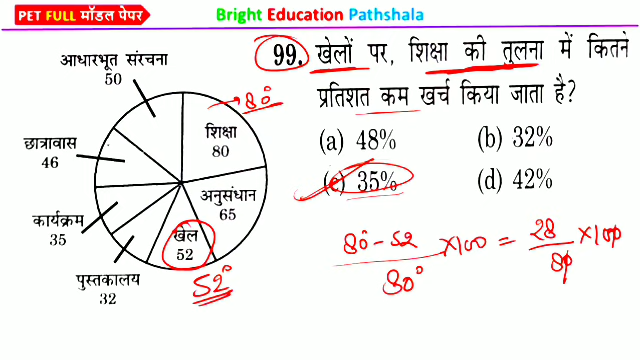 PET FULL मॉडल पेपर
Bright Education Pathshala
99. खेलों पर, शिक्षा की तुलना में कितने
प्रतिशत कम खर्च किया जाता है?
(a) 48%
(b) 32%
(c) 35%
(d) 42%
आधारभूत संरचना
50
80°
शिक्षा
80
छात्रावास
46
अनुसंधान
65
कार्यक्रम
35
खेल
52
पुस्तकालय
32
52°
80° - 52 / 80° × 100 = 28 / 80 × 100